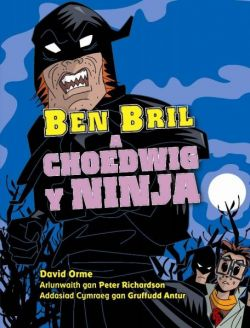 BEN BRIL
A
CHOEDWIG
Y NINJA
David Orme
Arlunwaith gan Peter Richardson
Addasiad Cymraeg gan Gruffudd Antur